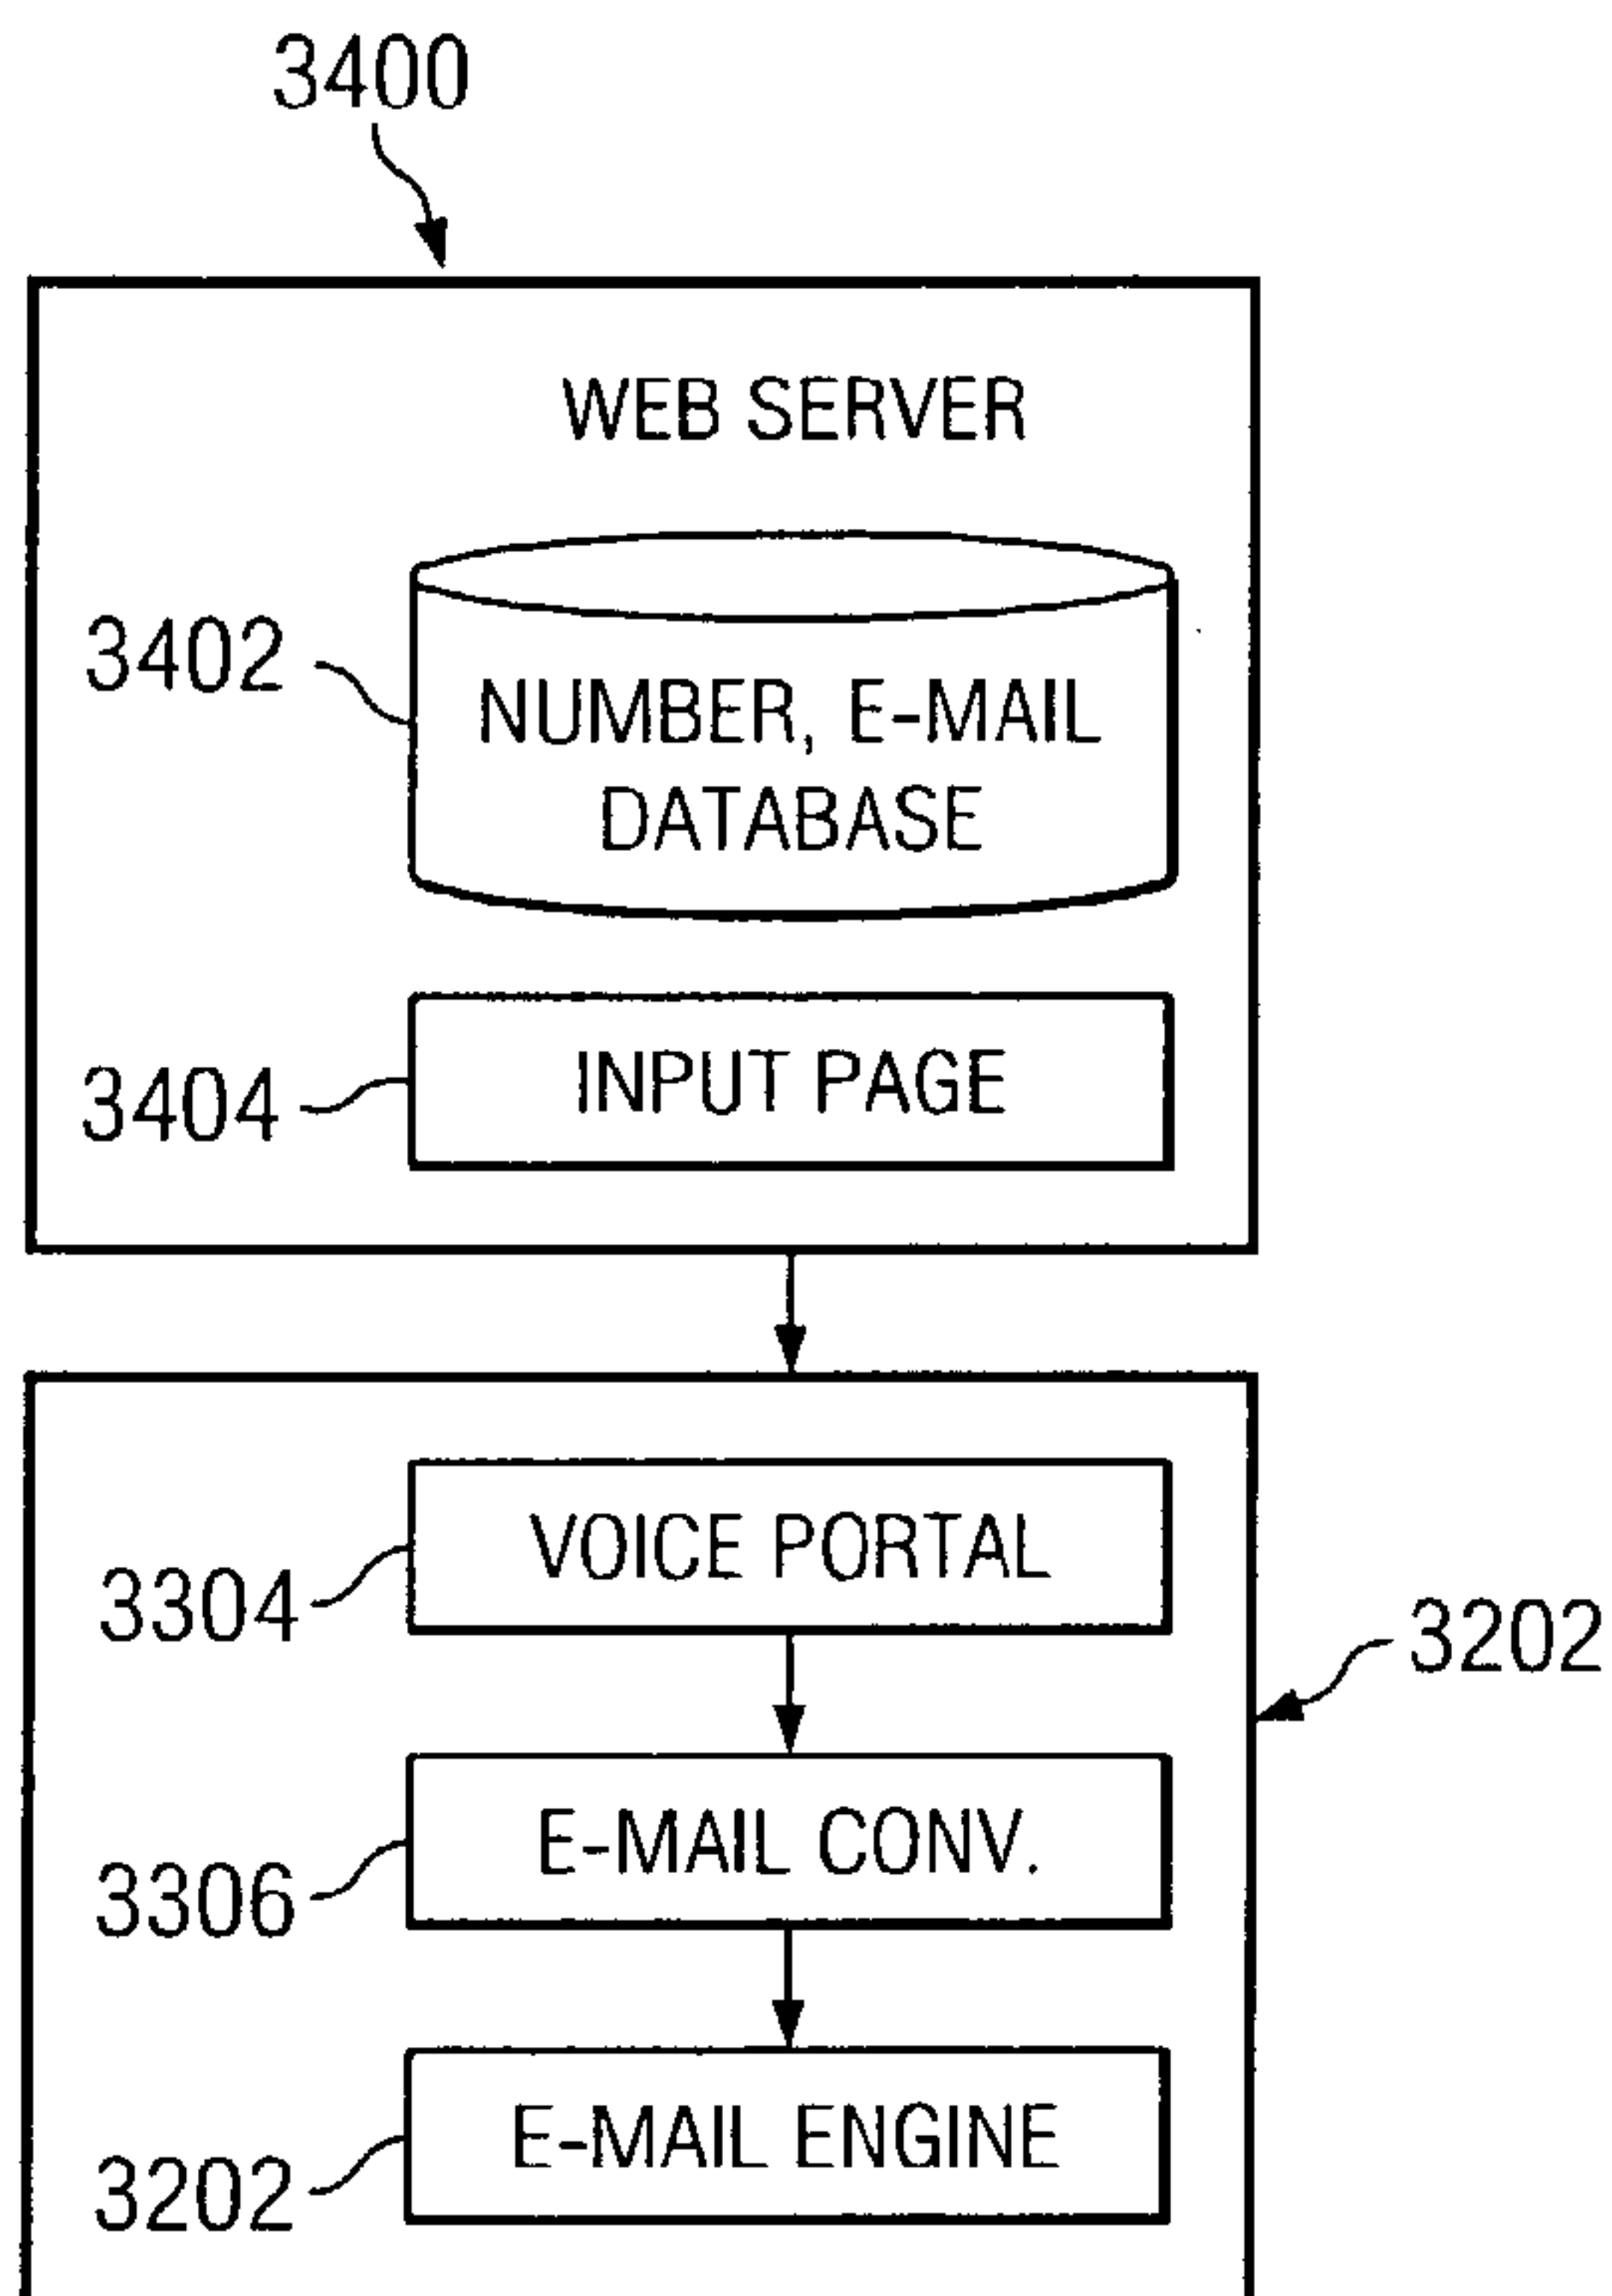 3400
WEB SERVER
3402
NUMBER, E-MAIL
DATABASE
3404
INPUT PAGE
VOICE PORTAL
3304
3202
E-MAIL CONV.
3306
E-MAIL ENGINE
3202